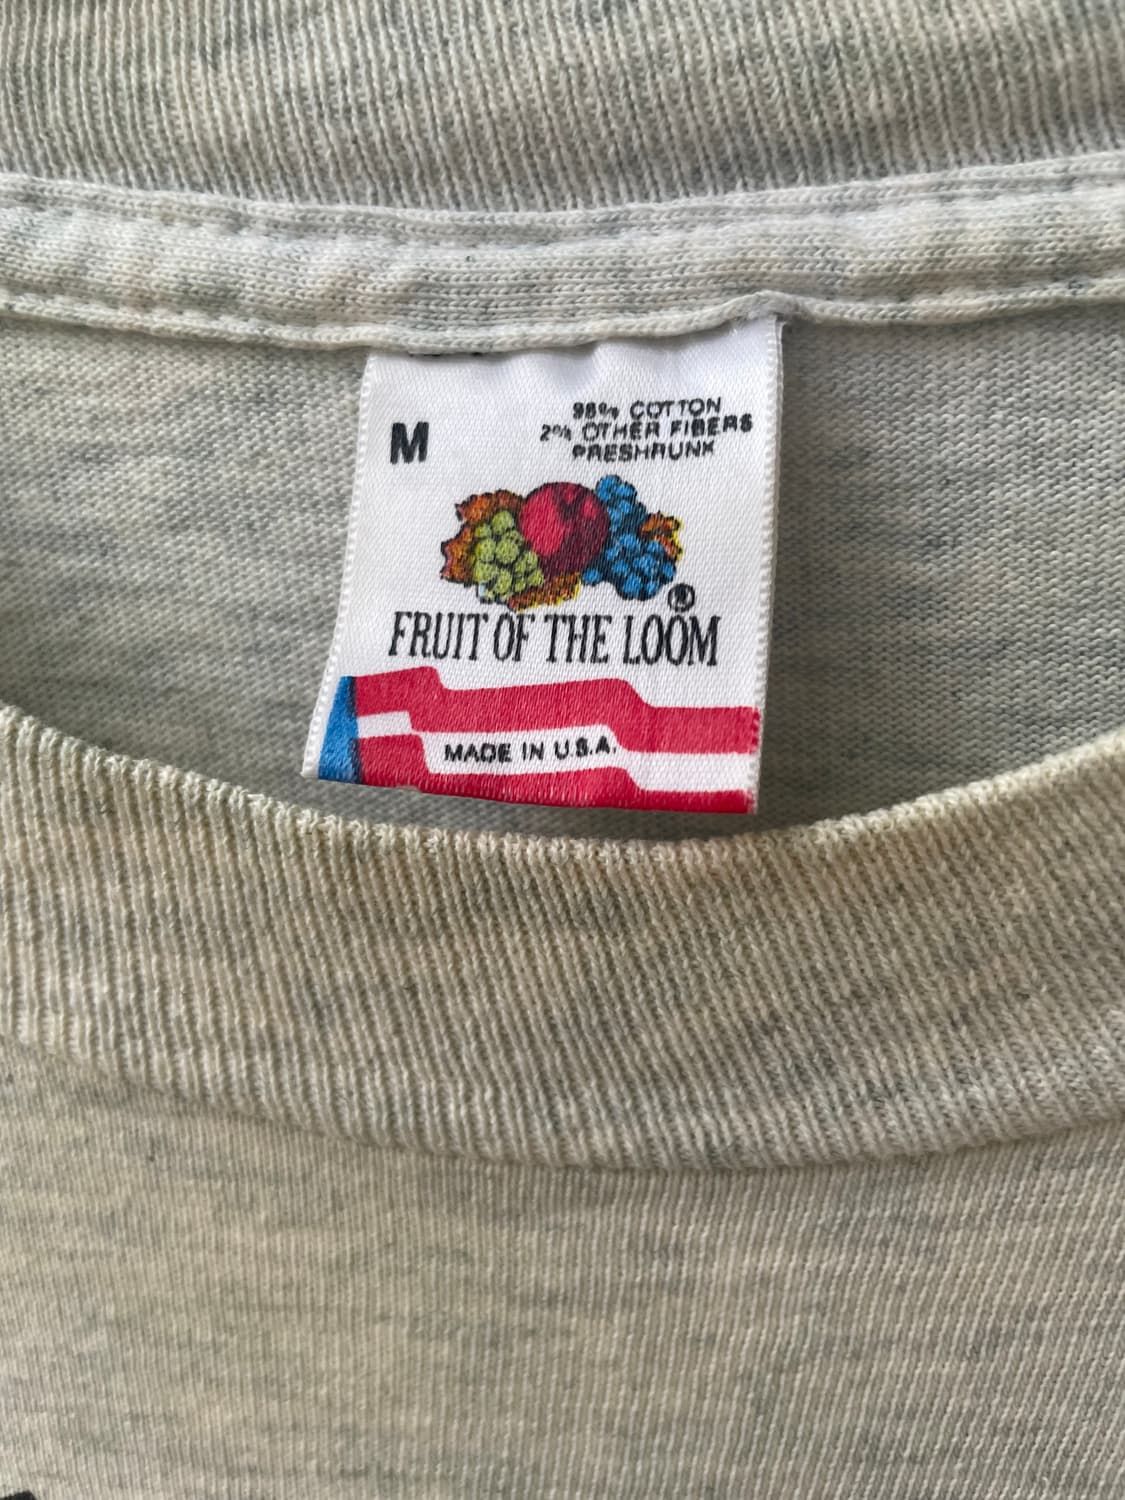 M
98% COTTON
2% OTHER FIBERS
PRESHRUNK
®
FRUIT OF THE LOOM
MADE IN U.S.A.